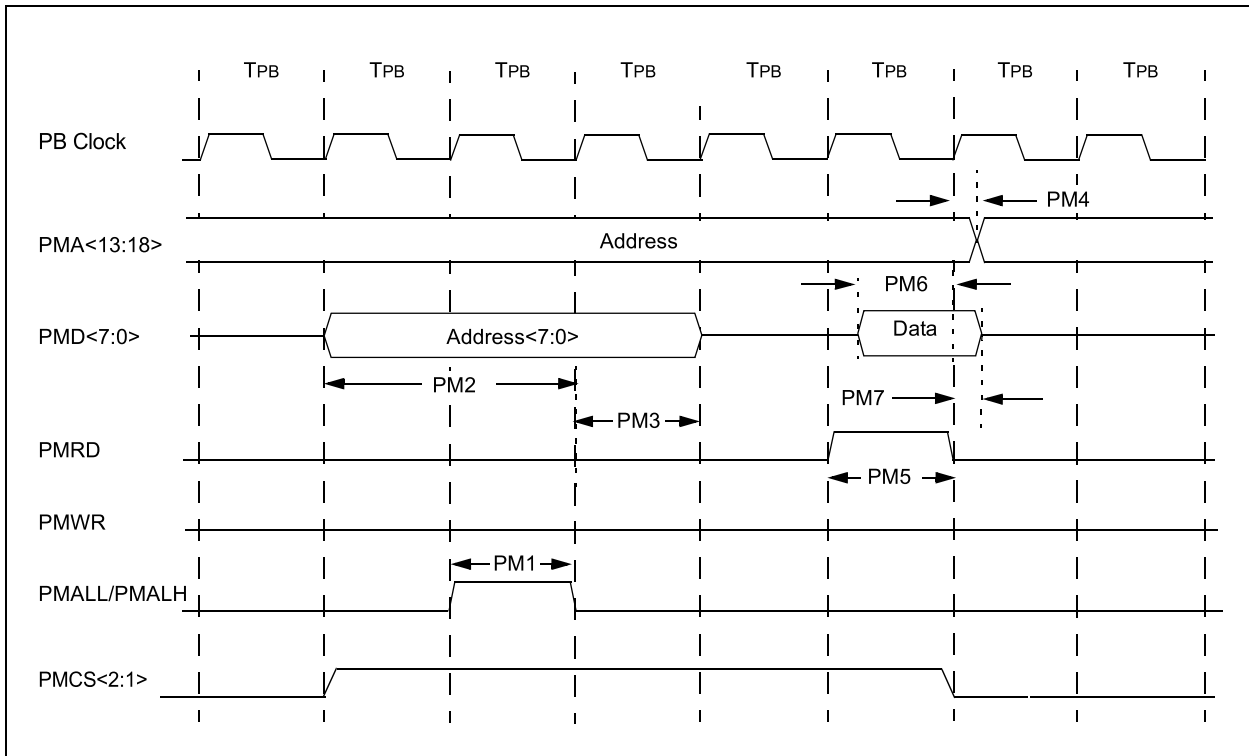 TPB TPB TPB TPB TPB TPB TPB TPB
PB Clock
PM4
PMA<13:18>
Address
PM6
PMD<7:0>
Address<7:0>
Data
PM2
PM7
PM3
PMRD
PM5
PMWR
PM1
PMALL/PMALH
PMCS<2:1>